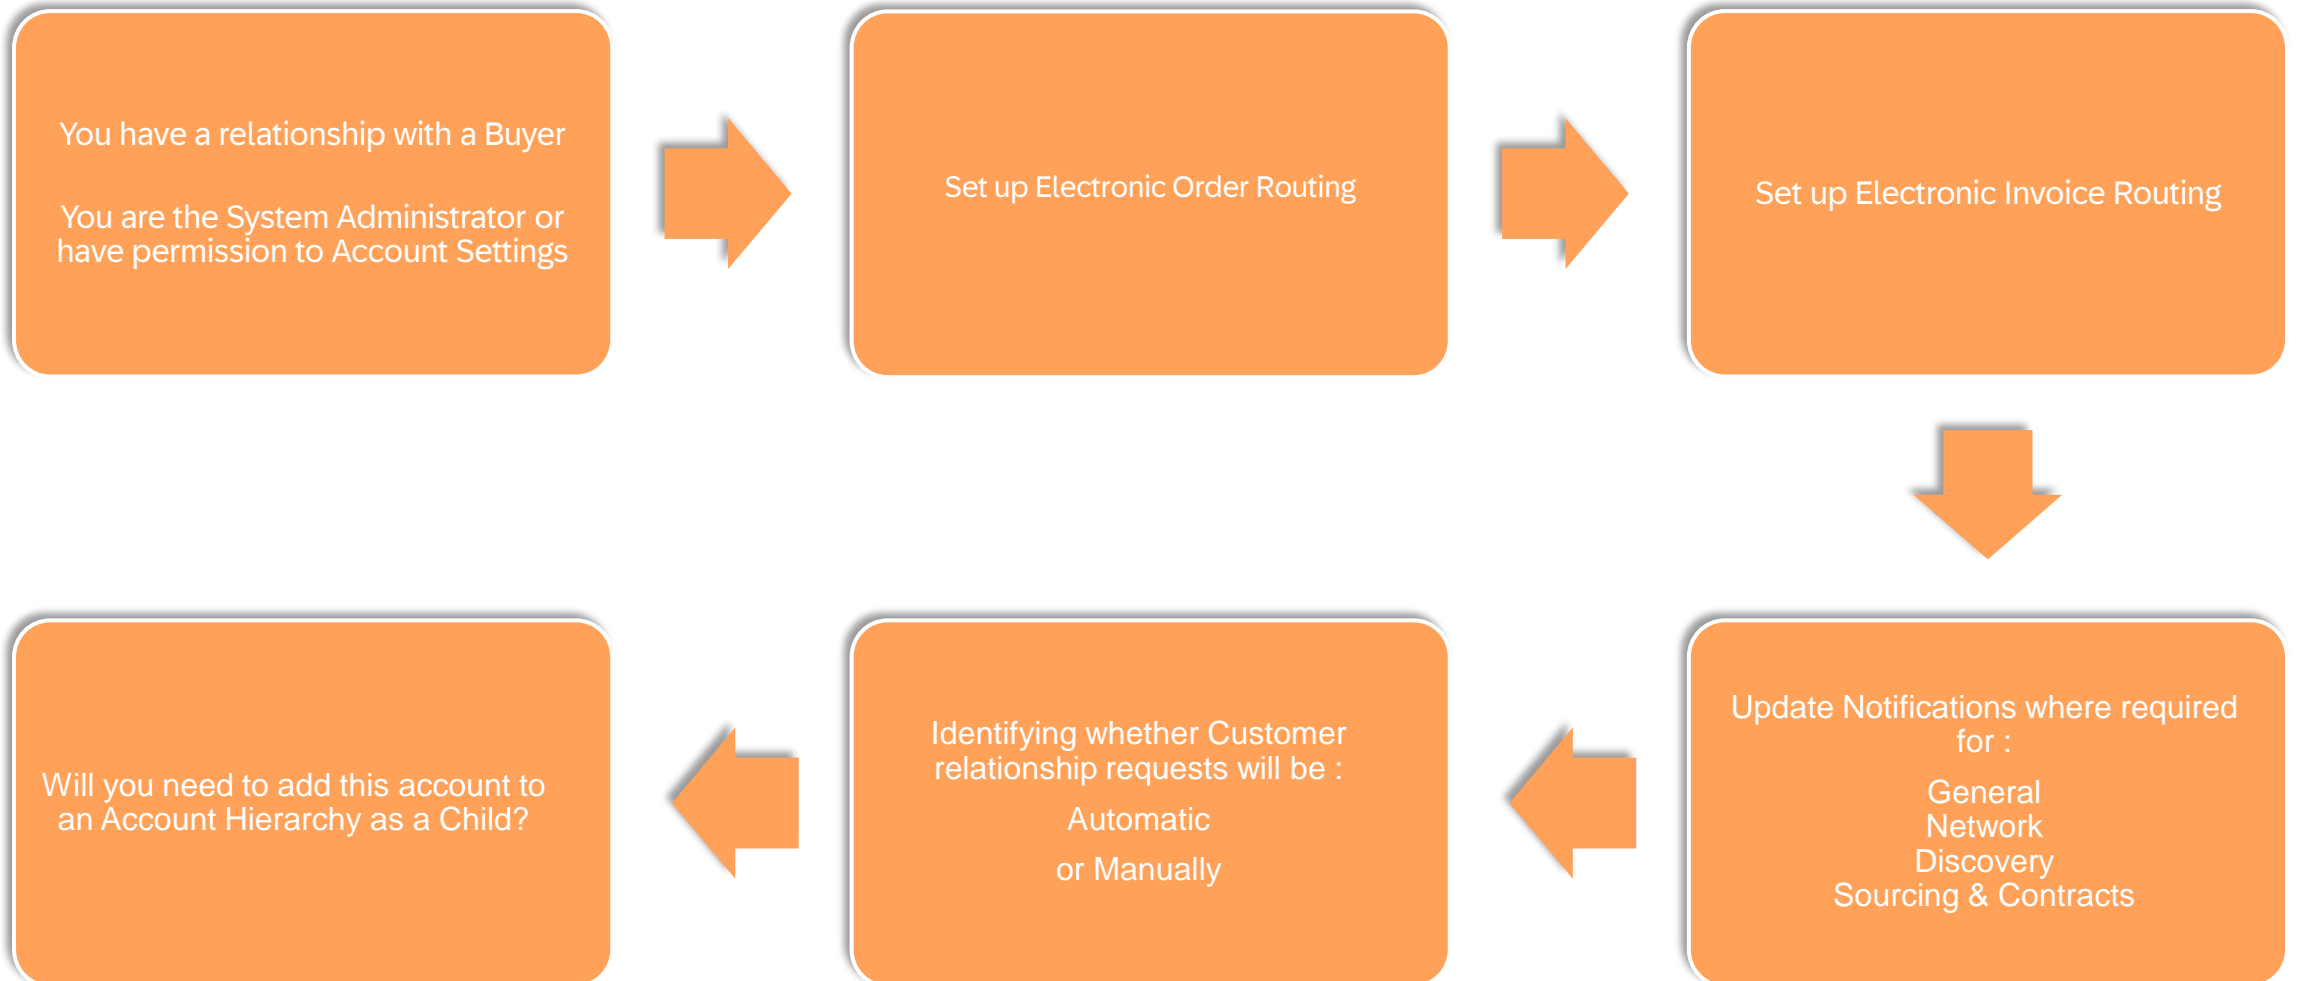 You have a relationship with a Buyer
You are the System Administrator or
have permission to Account Settings
Set up Electronic Order Routing
Set up Electronic Invoice Routing
Update Notifications where required
for :
General
Network
Discovery
Sourcing & Contracts
Identifying whether Customer
relationship requests will be :
Automatic
or Manually
Will you need to add this account to
an Account Hierarchy as a Child?